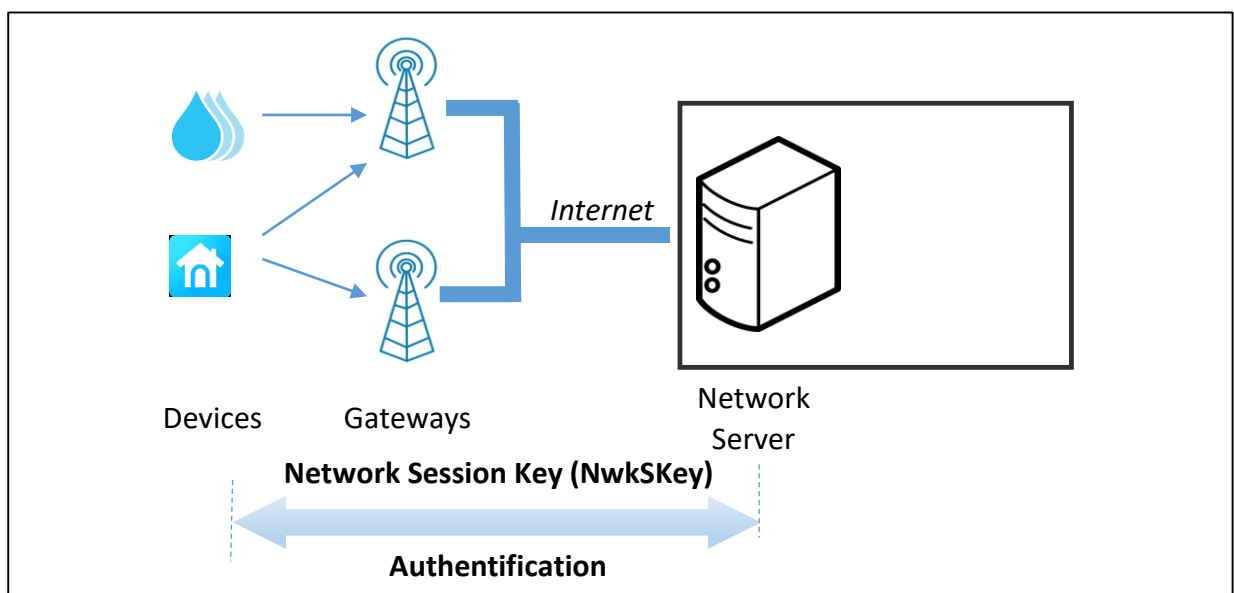 Internet
Devices
Gateways
Network
Server
Network Session Key (NwkSKey)
Authentification